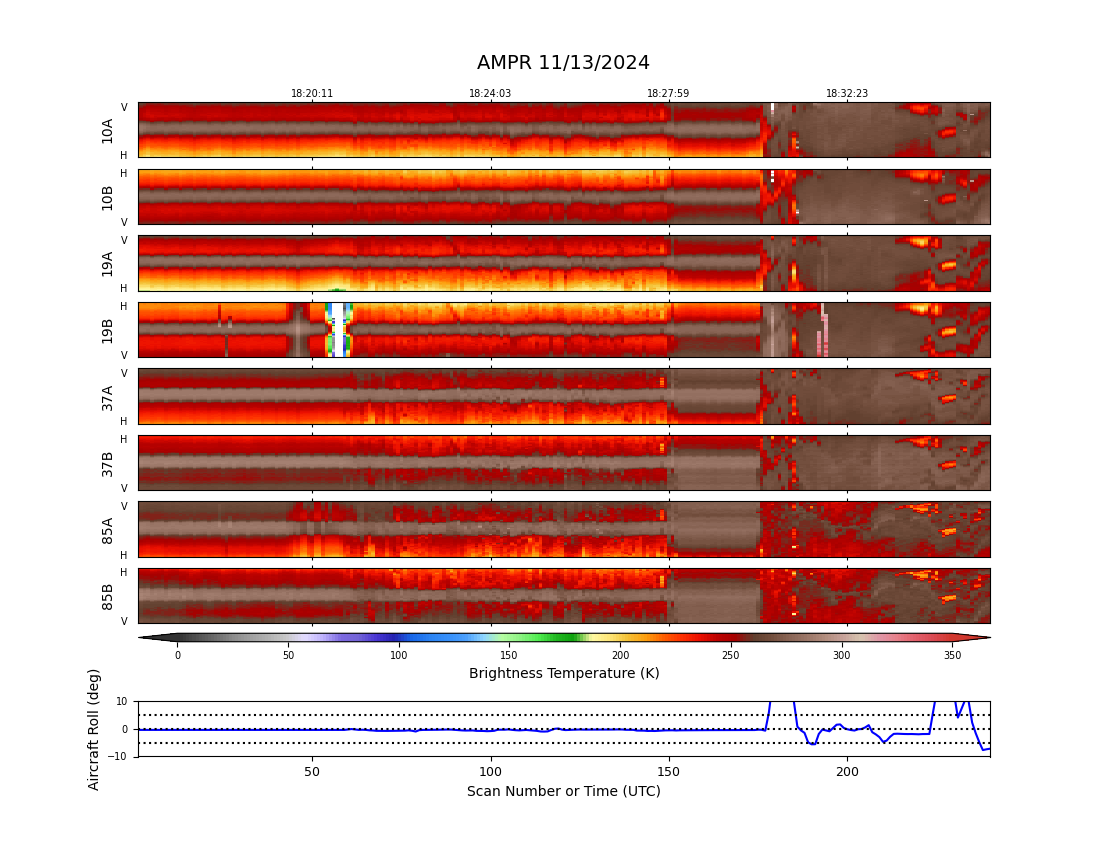 AMPR 11/13/2024
18:20:11 18:24:03 18:27:59 18:32:23
V
10A
H
H
10B
V
V
19A
H
H
19B
V
V
37A
H
H
37B
V
V
85A
H
H
85B
V
0 50 100 150 200 250 300 350
Brightness Temperature (K)
Aircraft Roll (deg)
10
0
−10
50 100 150 200
Scan Number or Time (UTC)